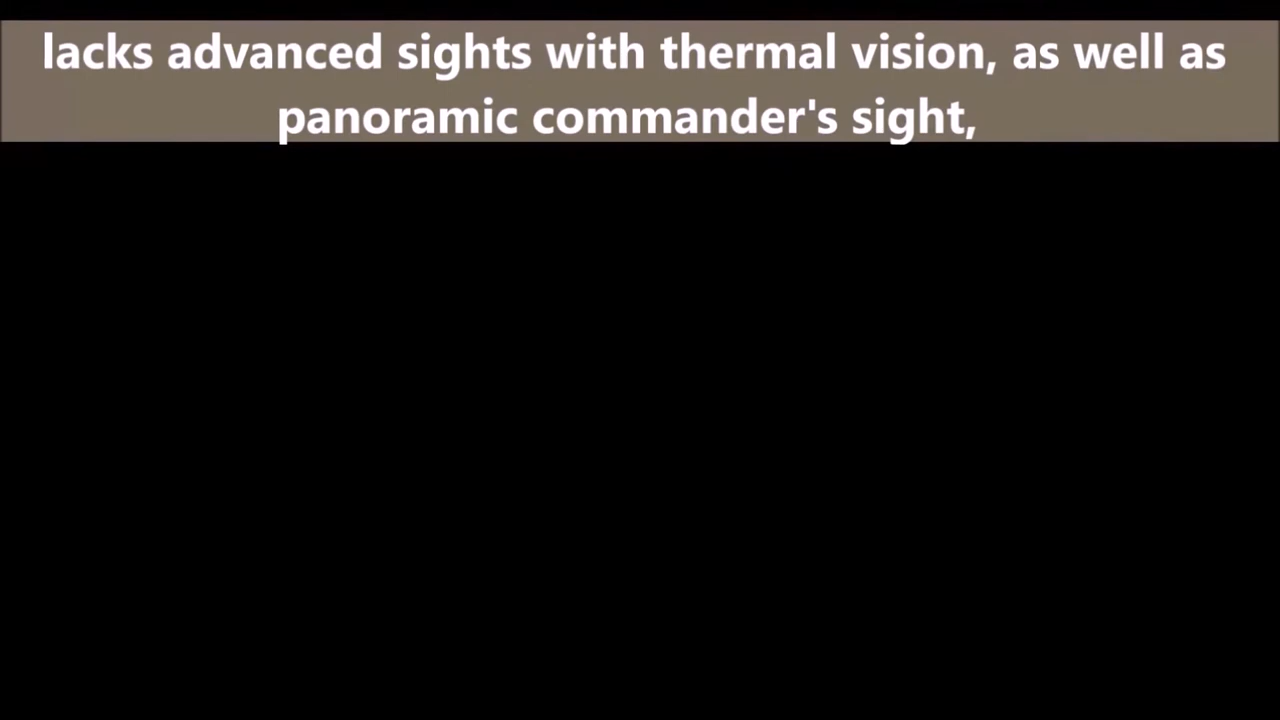 lacks advanced sights with thermal vision, as well as
panoramic commander's sight,